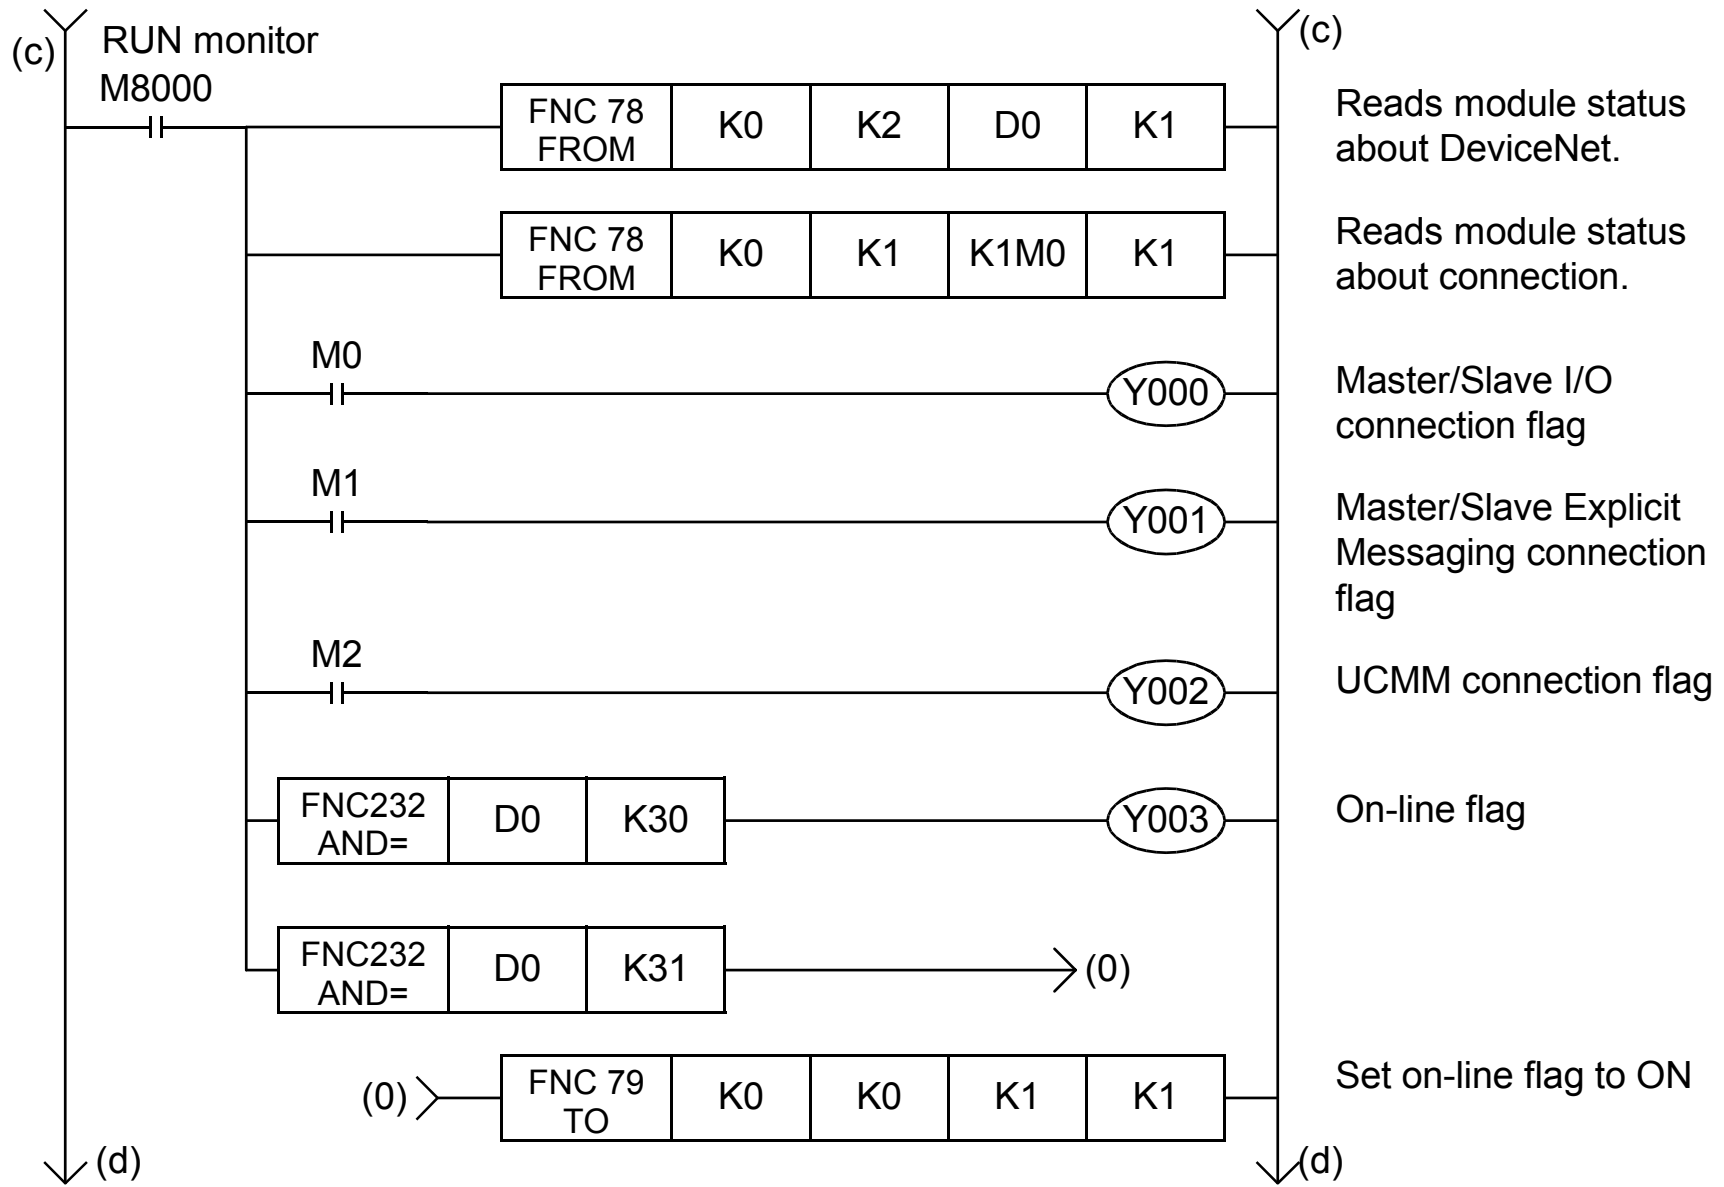 (c)
RUN monitor
M8000
(c)
FNC 78
FROM
K0
K2
D0
K1
Reads module status
about DeviceNet.
FNC 78
FROM
K0
K1
K1M0
K1
Reads module status
about connection.
M0
Y000
Master/Slave I/O
connection flag
M1
Y001
Master/Slave Explicit
Messaging connection
flag
M2
Y002
UCMM connection flag
FNC232
AND=
D0
K30
Y003
On-line flag
FNC232
AND=
D0
K31
(0)
(0)
FNC 79
TO
K0
K0
K1
K1
Set on-line flag to ON
(d)
(d)